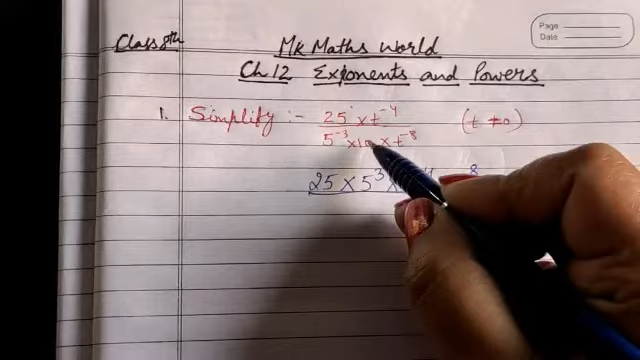 Page
Date
Class 8th
MK Maths World
Ch 12 Exponents and Powers
1. Simplify :- 25 × t⁻⁴ (t ≠ 0)
5⁻³ × 10 × t⁻⁸
25 × 5³ × 8